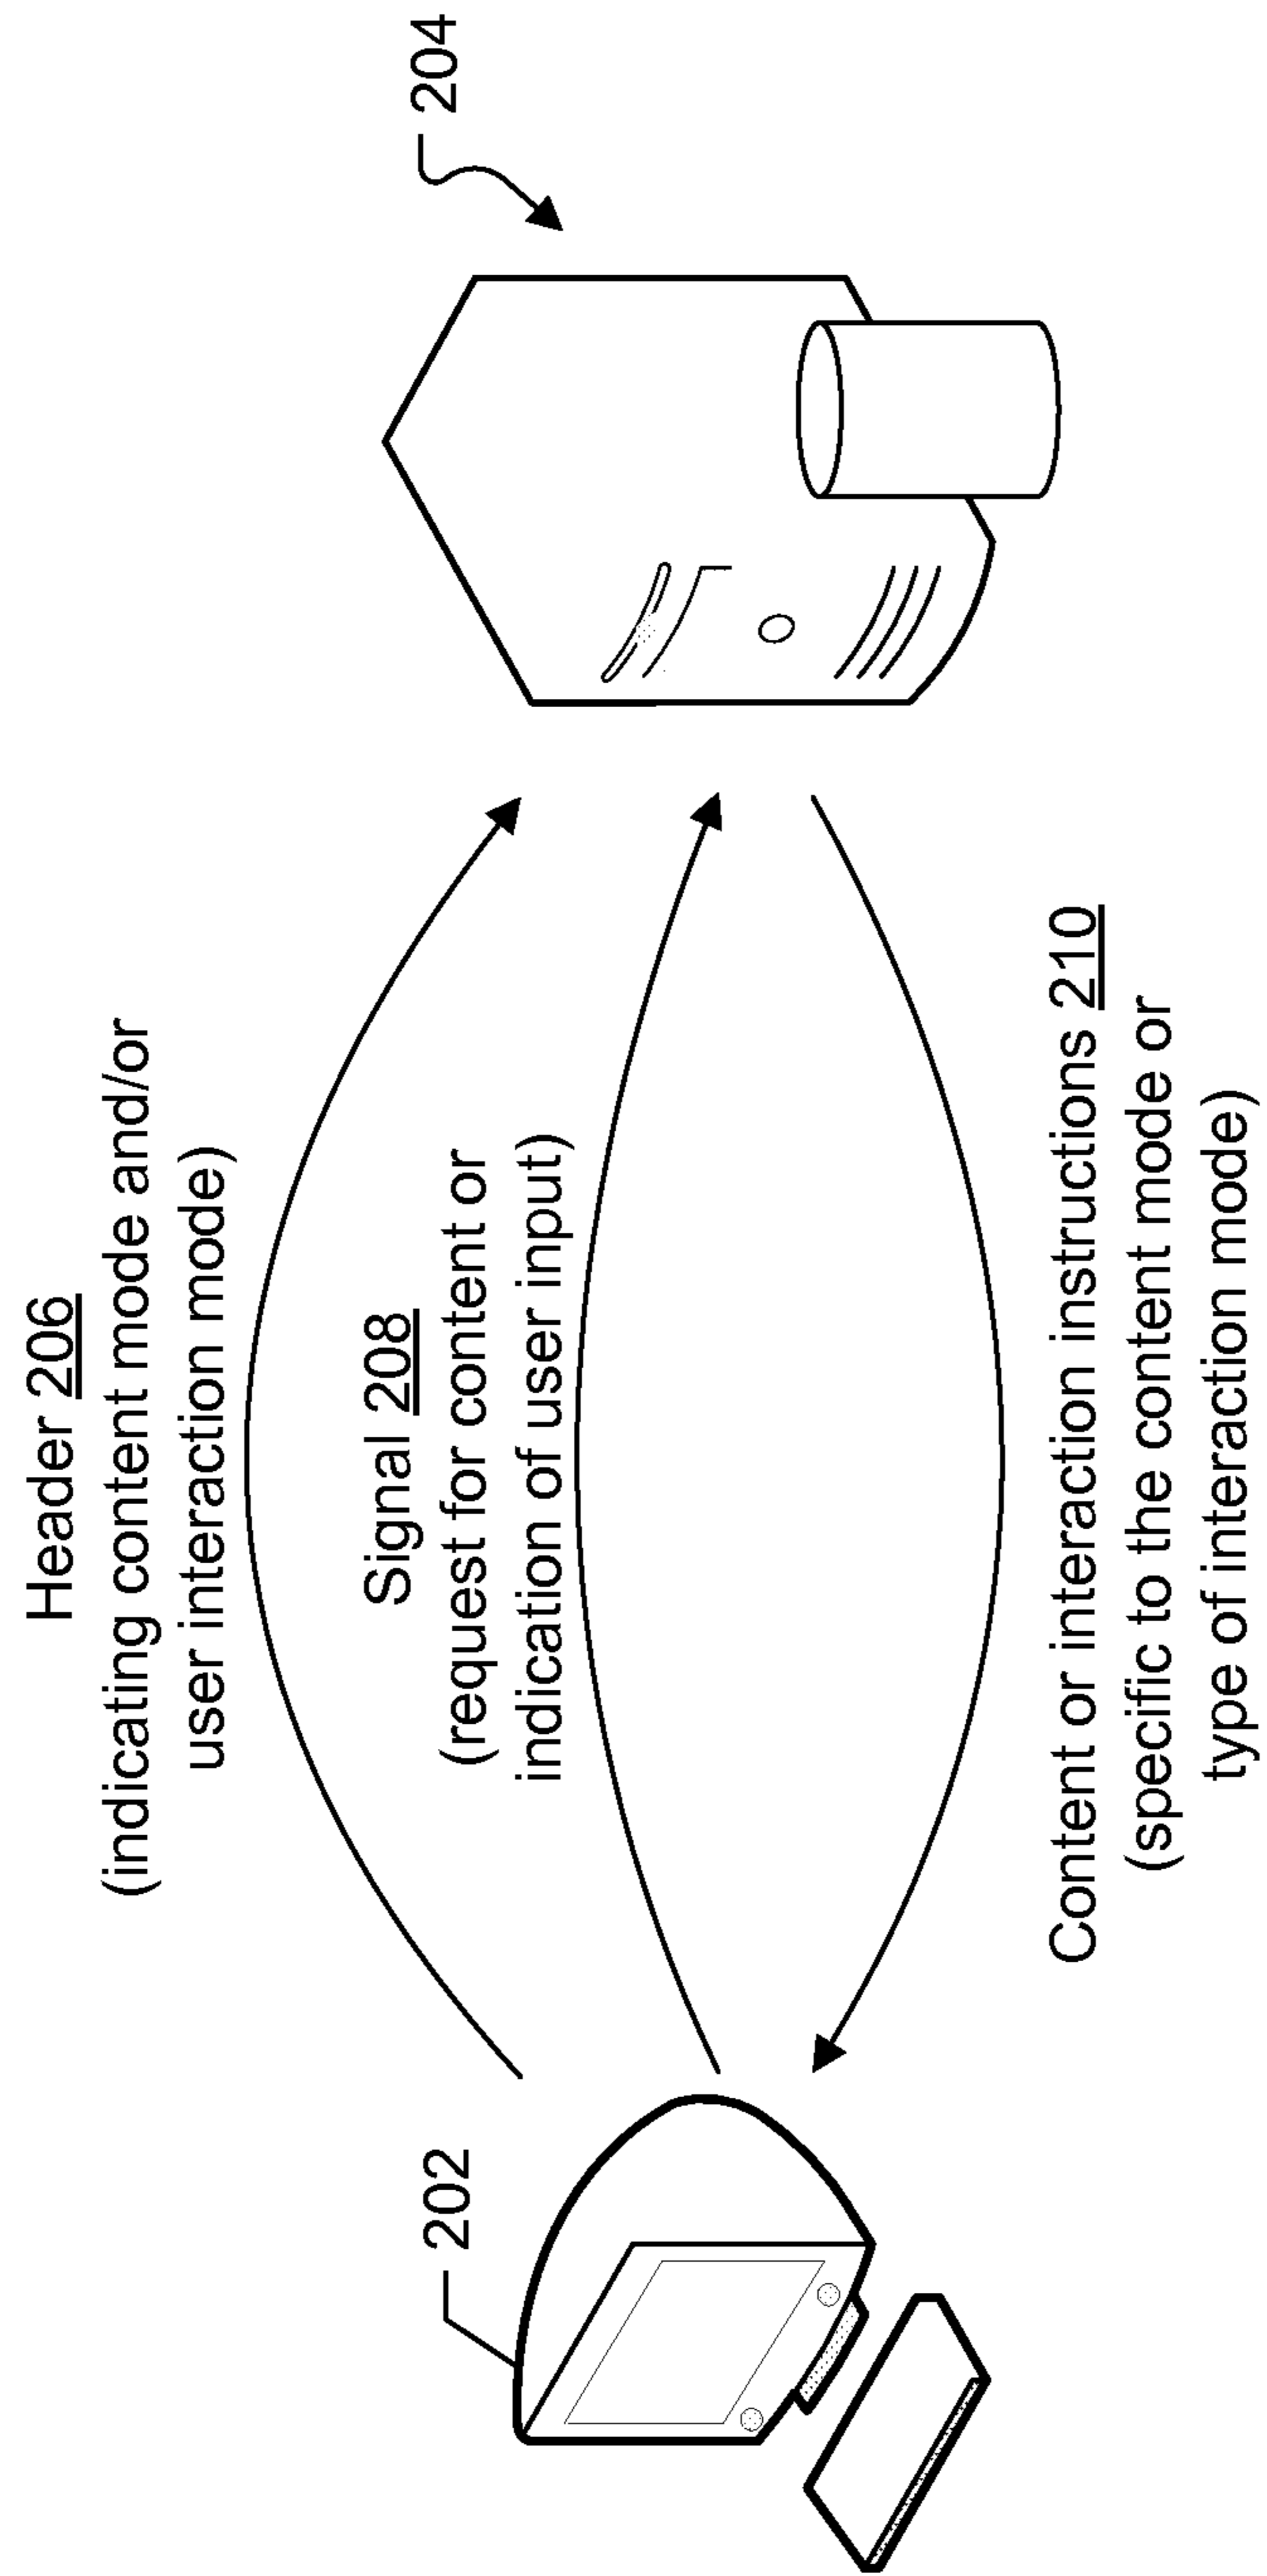 Header 206
(indicating content mode and/or
user interaction mode)
204
202
Signal 208
(request for content or
indication of user input)
Content or interaction instructions 210
(specific to the content mode or
type of interaction mode)